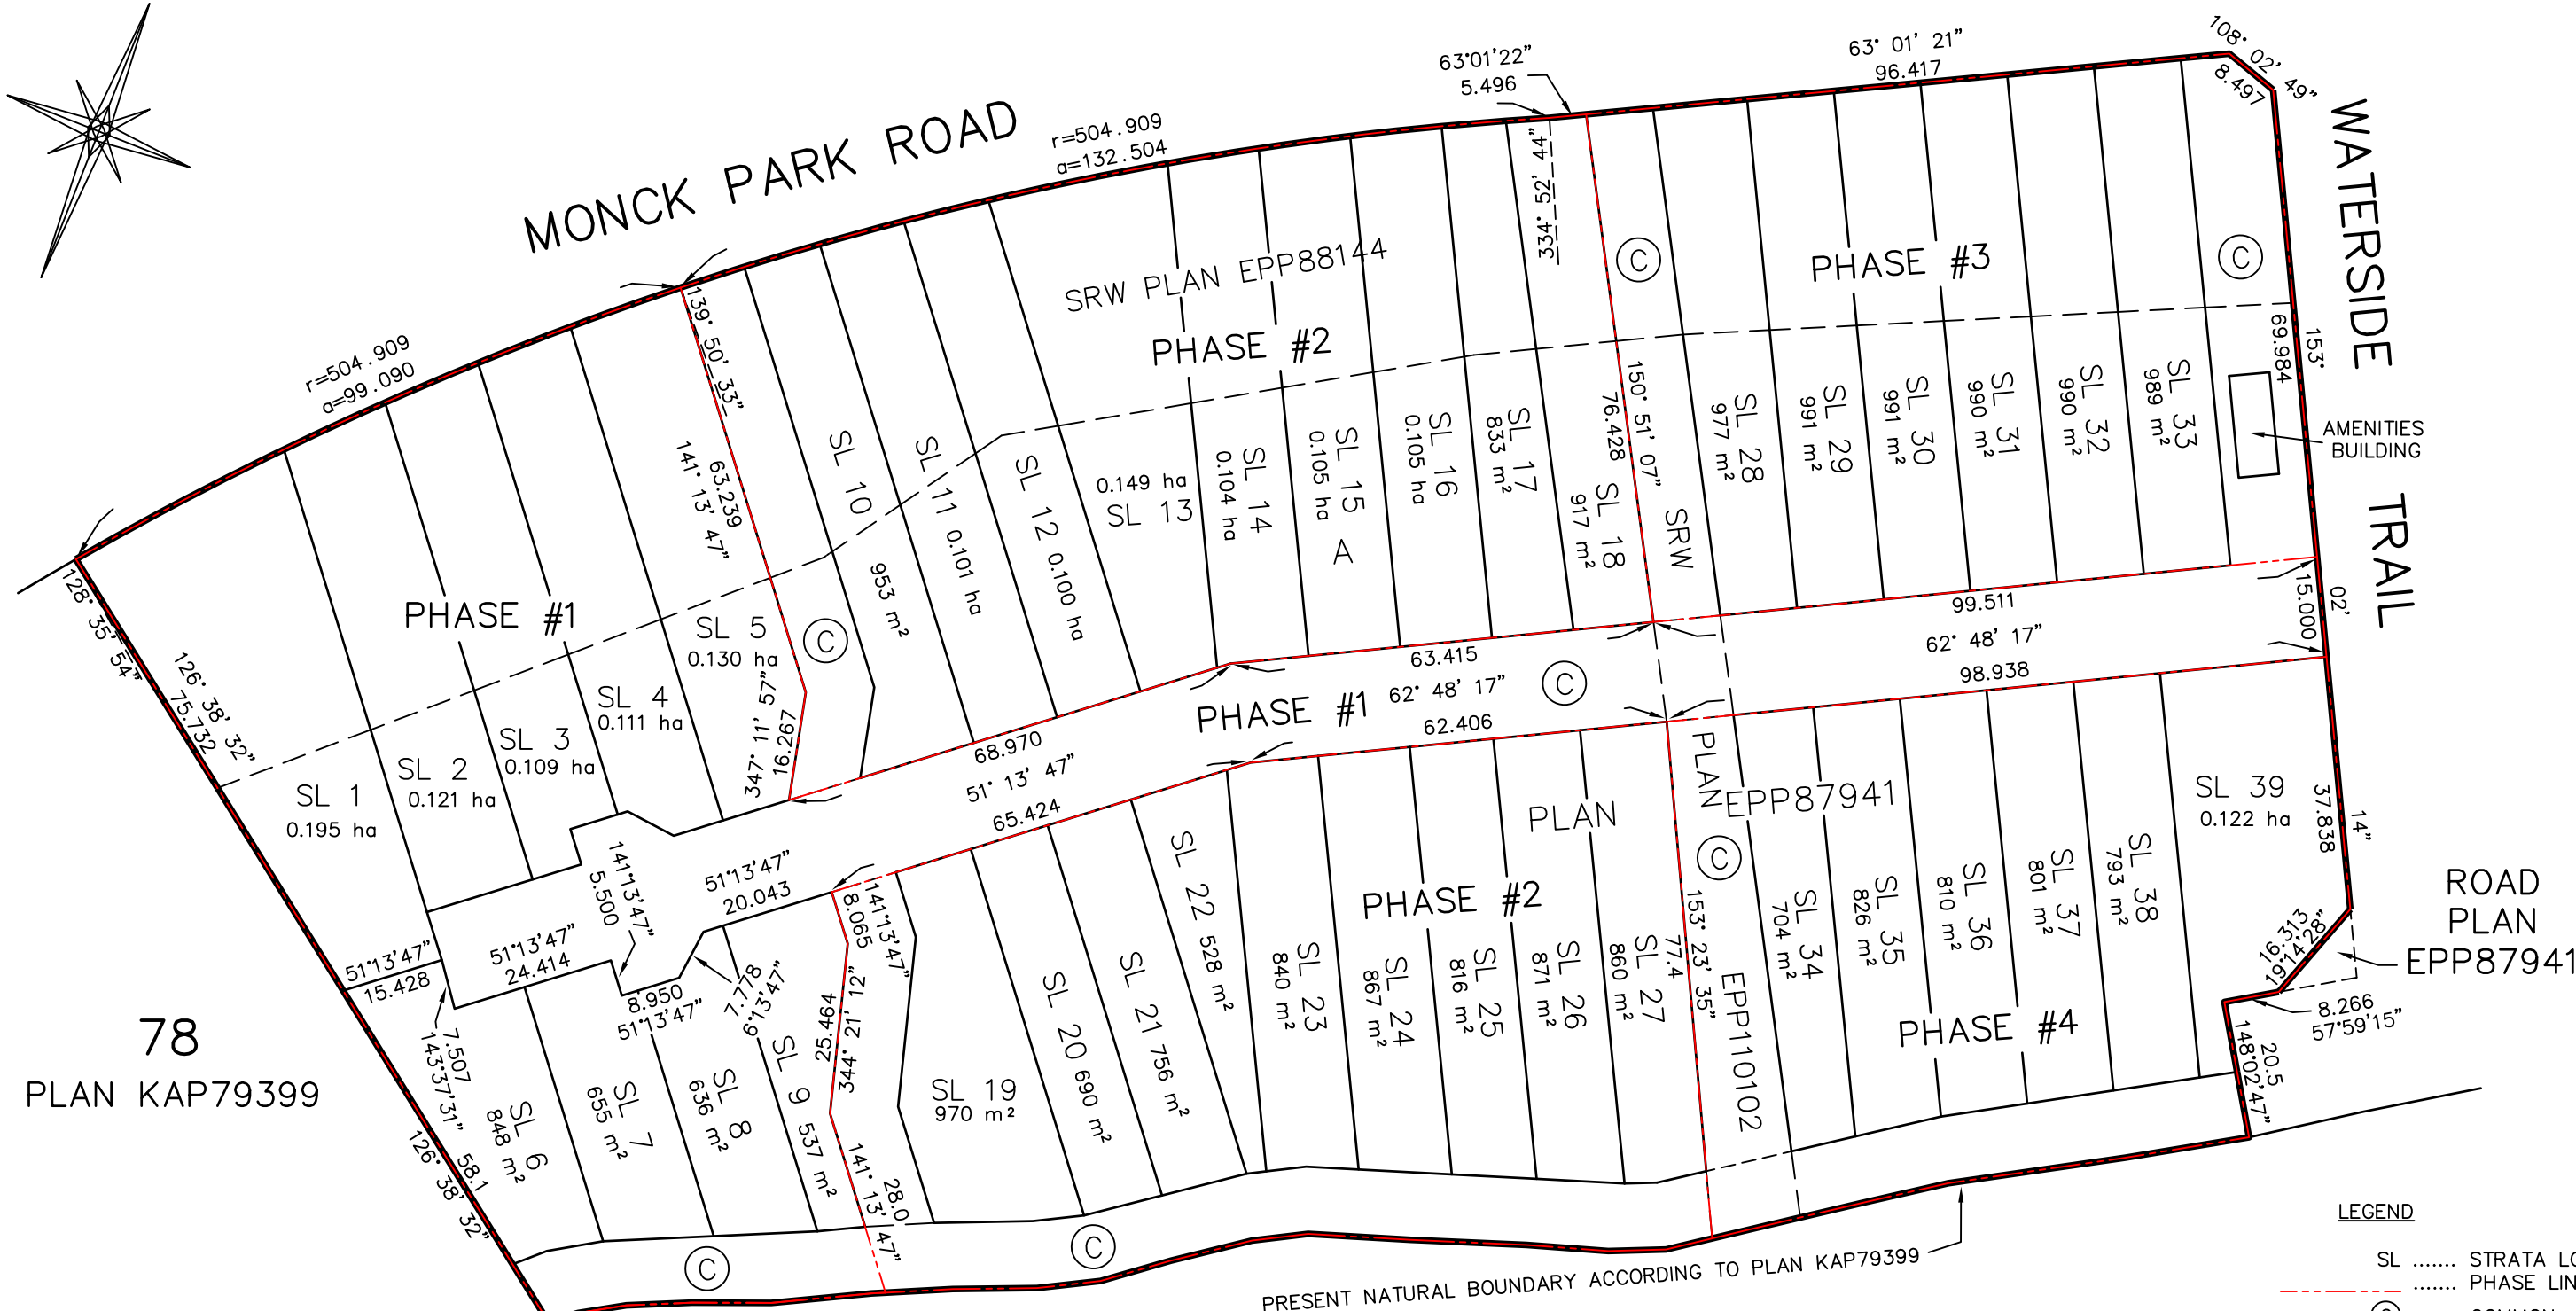 MONCK PARK ROAD
r=504.909
a=132.504
63°01'22"
5.496
63° 01' 21"
96.417
108° 02' 49"
8.497
WATERSIDE TRAIL
r=504.909
a=99.090
139° 50' 33"
63.239
141° 13' 47"
SRW PLAN EPP88144
PHASE #2
334° 52' 44"
C
PHASE #3
C
153° 02' 14"
69.984
AMENITIES
BUILDING
150° 51' 07"
76.428
SRW
PHASE #1
128° 35' 54"
126° 38' 32"
75.732
SL 1
0.195 ha
SL 2
0.121 ha
SL 3
0.109 ha
SL 4
0.111 ha
SL 5
0.130 ha
C
347° 11' 57"
16.267
SL 10
953 m²
SL 11 0.101 ha
SL 12 0.100 ha
0.149 ha
SL 13
SL 14
0.104 ha
SL 15
0.105 ha
A
SL 16
0.105 ha
SL 17
833 m²
SL 18
917 m²
SL 28
977 m²
SL 29
991 m²
SL 30
991 m²
SL 31
990 m²
SL 32
990 m²
SL 33
989 m²
15.000
99.511
62° 48' 17"
98.938
63.415
PHASE #1
62° 48' 17"
C
62.406
68.970
51° 13' 47"
65.424
51°13'47"
20.043
141°13'47"
5.500
51°13'47"
24.414
51°13'47"
15.428
8.950
51°13'47"
7.778
6°13'47"
7.507
143°37'31"
141°13'47"
8.065
25.464
344° 21' 12"
28.0
141° 13' 47"
58.1
126° 38' 32"
78
PLAN KAP79399
SL 6
848 m²
SL 7
655 m²
SL 8
636 m²
SL 9 537 m²
SL 19
970 m²
SL 20 690 m²
SL 21 756 m²
SL 22 528 m²
SL 23
840 m²
SL 24
867 m²
SL 25
816 m²
SL 26
871 m²
SL 27
860 m²
PHASE #2
PLAN
EPP87941
PLAN
EPP110102
C
77.4
153° 23' 35"
SL 34
704 m²
SL 35
826 m²
SL 36
810 m²
SL 37
801 m²
SL 38
793 m²
SL 39
0.122 ha
PHASE #4
37.838
16.313
19°14'28"
ROAD
PLAN
EPP87941
8.266
57°59'15"
20.5
148°02'47"
C
C
PRESENT NATURAL BOUNDARY ACCORDING TO PLAN KAP79399
LEGEND
SL ....... STRATA LO
....... PHASE LIN
C